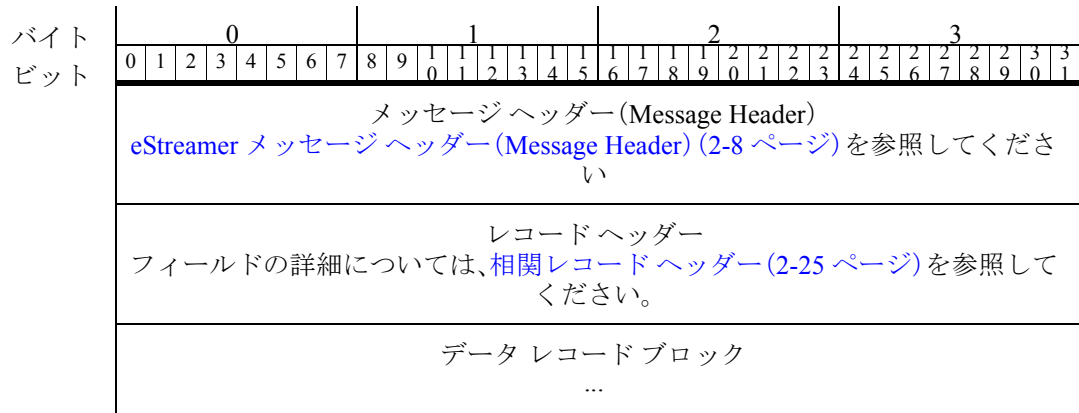 バイト 0 1 2 3
ビット 0 1 2 3 4 5 6 7 8 9 10 11 12 13 14 15 16 17 18 19 20 21 22 23 24 25 26 27 28 29 30 31
メッセージ ヘッダー(Message Header)
eStreamer メッセージ ヘッダー(Message Header)(2-8 ページ)を参照してくださ
い
レコード ヘッダー
フィールドの詳細については、相関レコード ヘッダー(2-25 ページ)を参照して
ください。
データ レコード ブロック
...